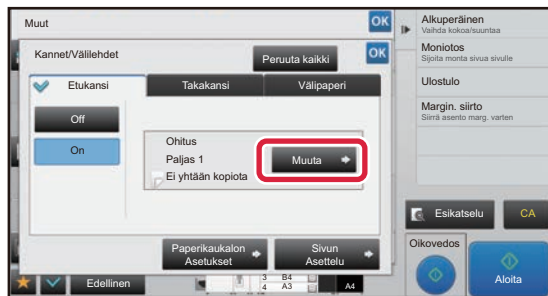 Muut
OK
Kannet/Välilehdet
Peruuta kaikki
OK
Etukansi
Takakansi
Välipaperi
Off
On
Ohitus
Paljas 1
Ei yhtään kopiota
Muuta
Paperikaukalon
Asetukset
Sivun
Asettelu
Edellinen
3 B4
4 A3
A4
Alkuperäinen
Vaihda kokoa/suuntaa
Moniotos
Sijoita monta sivua sivulle
Ulostulo
Margin. siirto
Siirrä asento marg. varten
Esikatselu
CA
Oikovedos
Aloita